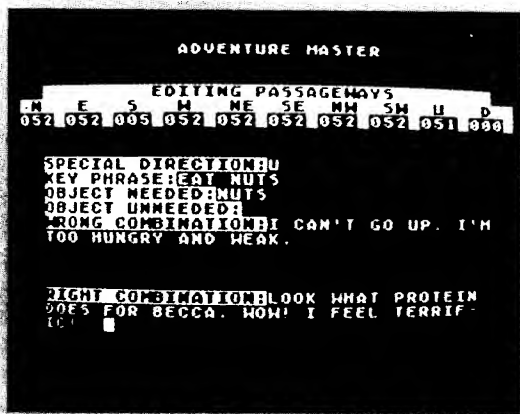 ADVENTURE MASTER
EDITING PASSAGEWAYS
N E S W NE SE NW SW U D
052 052 005 052 052 052 052 052 051 000
SPECIAL DIRECTION:U
KEY PHRASE:EAT NUTS
OBJECT NEEDED:NUTS
OBJECT UNNEEDED:
WRONG COMBINATION:I CAN'T GO UP. I'M
TOO HUNGRY AND WEAK.
RIGHT COMBINATION:LOOK WHAT PROTEIN
DOES FOR BECCA. WOW! I FEEL TERRIF-
IC!